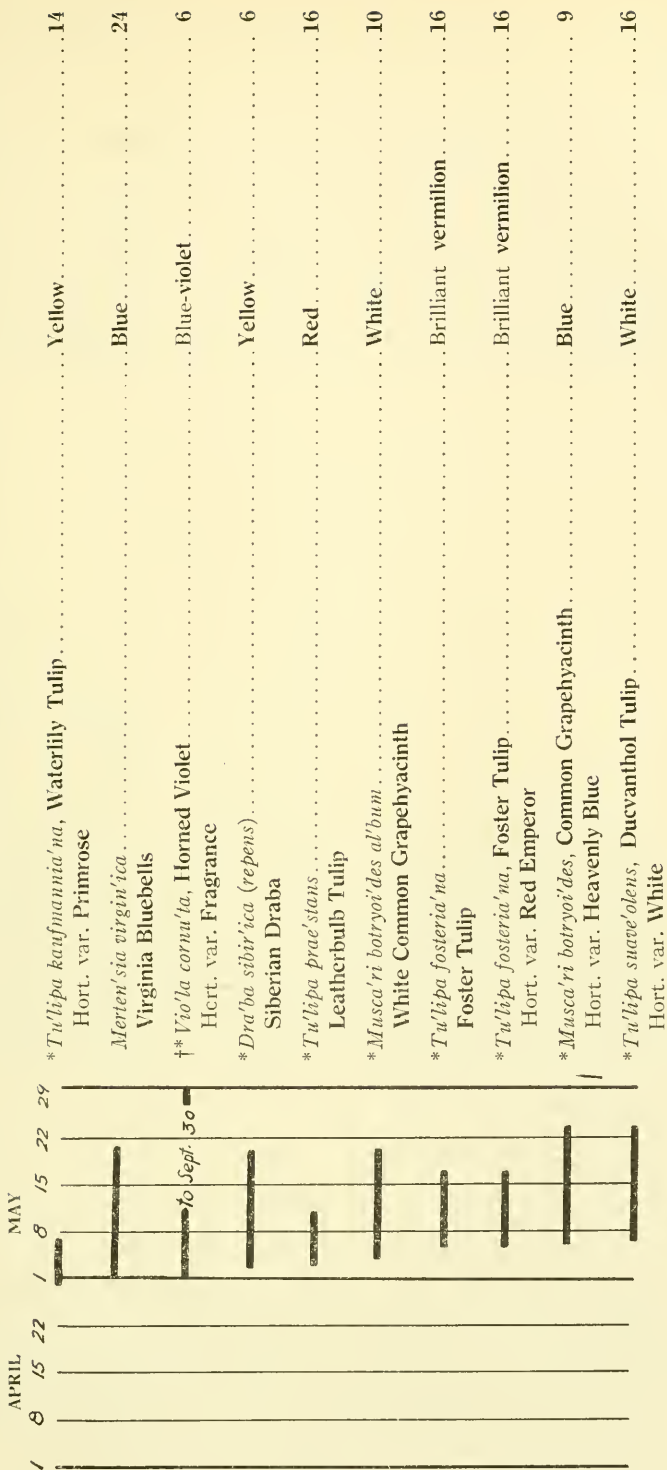 APRIL MAY
1 8 15 22 1 8 15 22 29
*Tu'lipa kaufmannia'na, Waterlily Tulip.....Yellow.....14
Hort. var. Primrose
Merten'sia virgin'ica.....Blue.....24
Virginia Bluebells
†*Vio'la cornu'ta, Horned Violet.....Blue-violet.....6
Hort. var. Fragrance
to Sept. 30
*Dra'ba sibir'ica (repens).....Yellow.....6
Siberian Draba
*Tu'lipa prae'stans.....Red.....16
Leatherbulb Tulip
*Musca'ri botryoi'des al'bum.....White.....10
White Common Grapehyacinth
*Tu'lipa fosteria'na.....Brilliant vermilion.....16
Foster Tulip
*Tu'lipa fosteria'na, Foster Tulip.....Brilliant vermilion.....16
Hort. var. Red Emperor
*Musca'ri botryoi'des, Common Grapehyacinth.....Blue.....9
Hort. var. Heavenly Blue
*Tu'lipa suave'olens, Ducvanthol Tulip.....White.....16
Hort. var. White